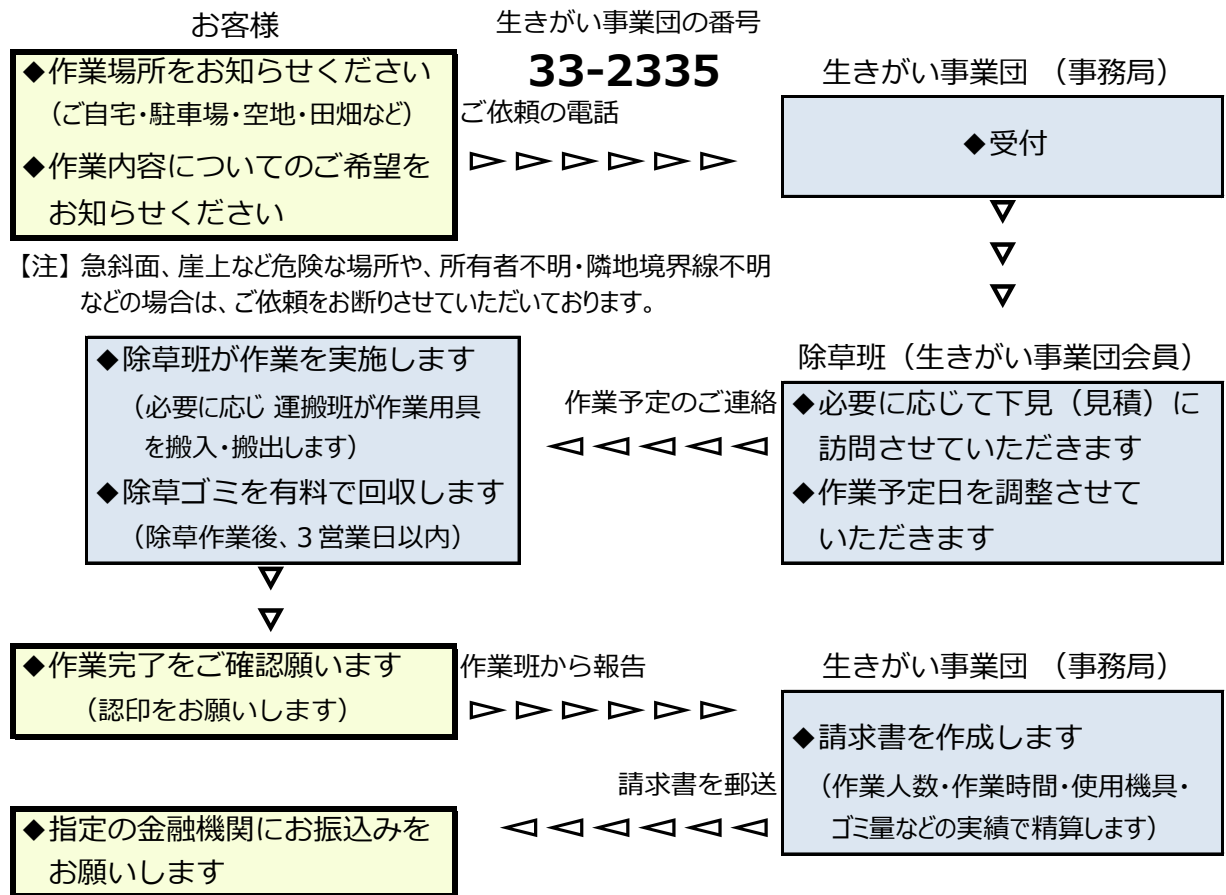 お客様
生きがい事業団の番号
33-2335
◆作業場所をお知らせください
（ご自宅・駐車場・空地・田畑など）
◆作業内容についてのご希望を
お知らせください
ご依頼の電話
生きがい事業団 （事務局）
◆受付
【注】急斜面、崖上など危険な場所や、所有者不明・隣地境界線不明
などの場合は、ご依頼をお断りさせていただいております。
除草班（生きがい事業団会員）
◆必要に応じて下見（見積）に
訪問させていただきます
◆作業予定日を調整させて
いただきます
作業予定のご連絡
◆除草班が作業を実施します
（必要に応じ 運搬班が作業用具
を搬入・搬出します）
◆除草ゴミを有料で回収します
（除草作業後、3営業日以内）
◆作業完了をご確認願います
（認印をお願いします）
作業班から報告
生きがい事業団 （事務局）
◆請求書を作成します
（作業人数・作業時間・使用機具・
ゴミ量などの実績で精算します）
請求書を郵送
◆指定の金融機関にお振込みを
お願いします